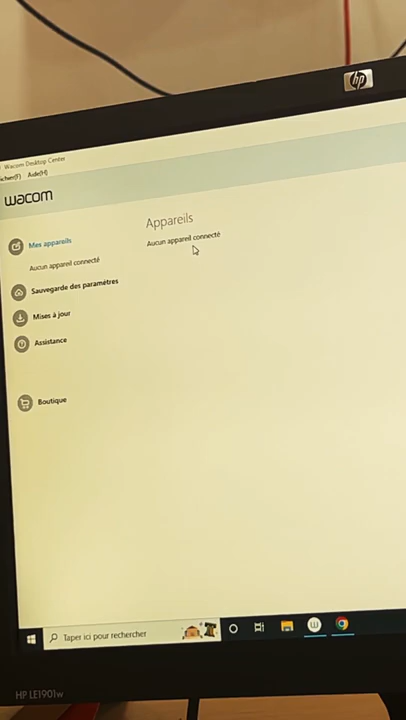 hp
Wacom Desktop Center
icher(F) Aide(H)
wacom
Appareils
Mes appareils
Aucun appareil connecté
Aucun appareil connecté
Sauvegarde des paramètres
Mises à jour
Assistance
Boutique
Taper ici pour rechercher
HP LE1901w